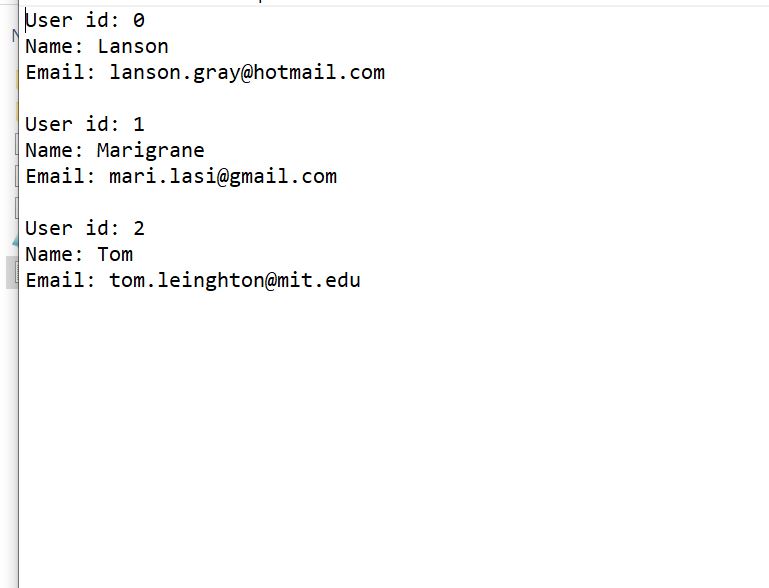 User id: 0
Name: Lanson
Email: lanson.gray@hotmail.com
User id: 1
Name: Marigrane
Email: mari.lasi@gmail.com
User id: 2
Name: Tom
Email: tom.leinghton@mit.edu